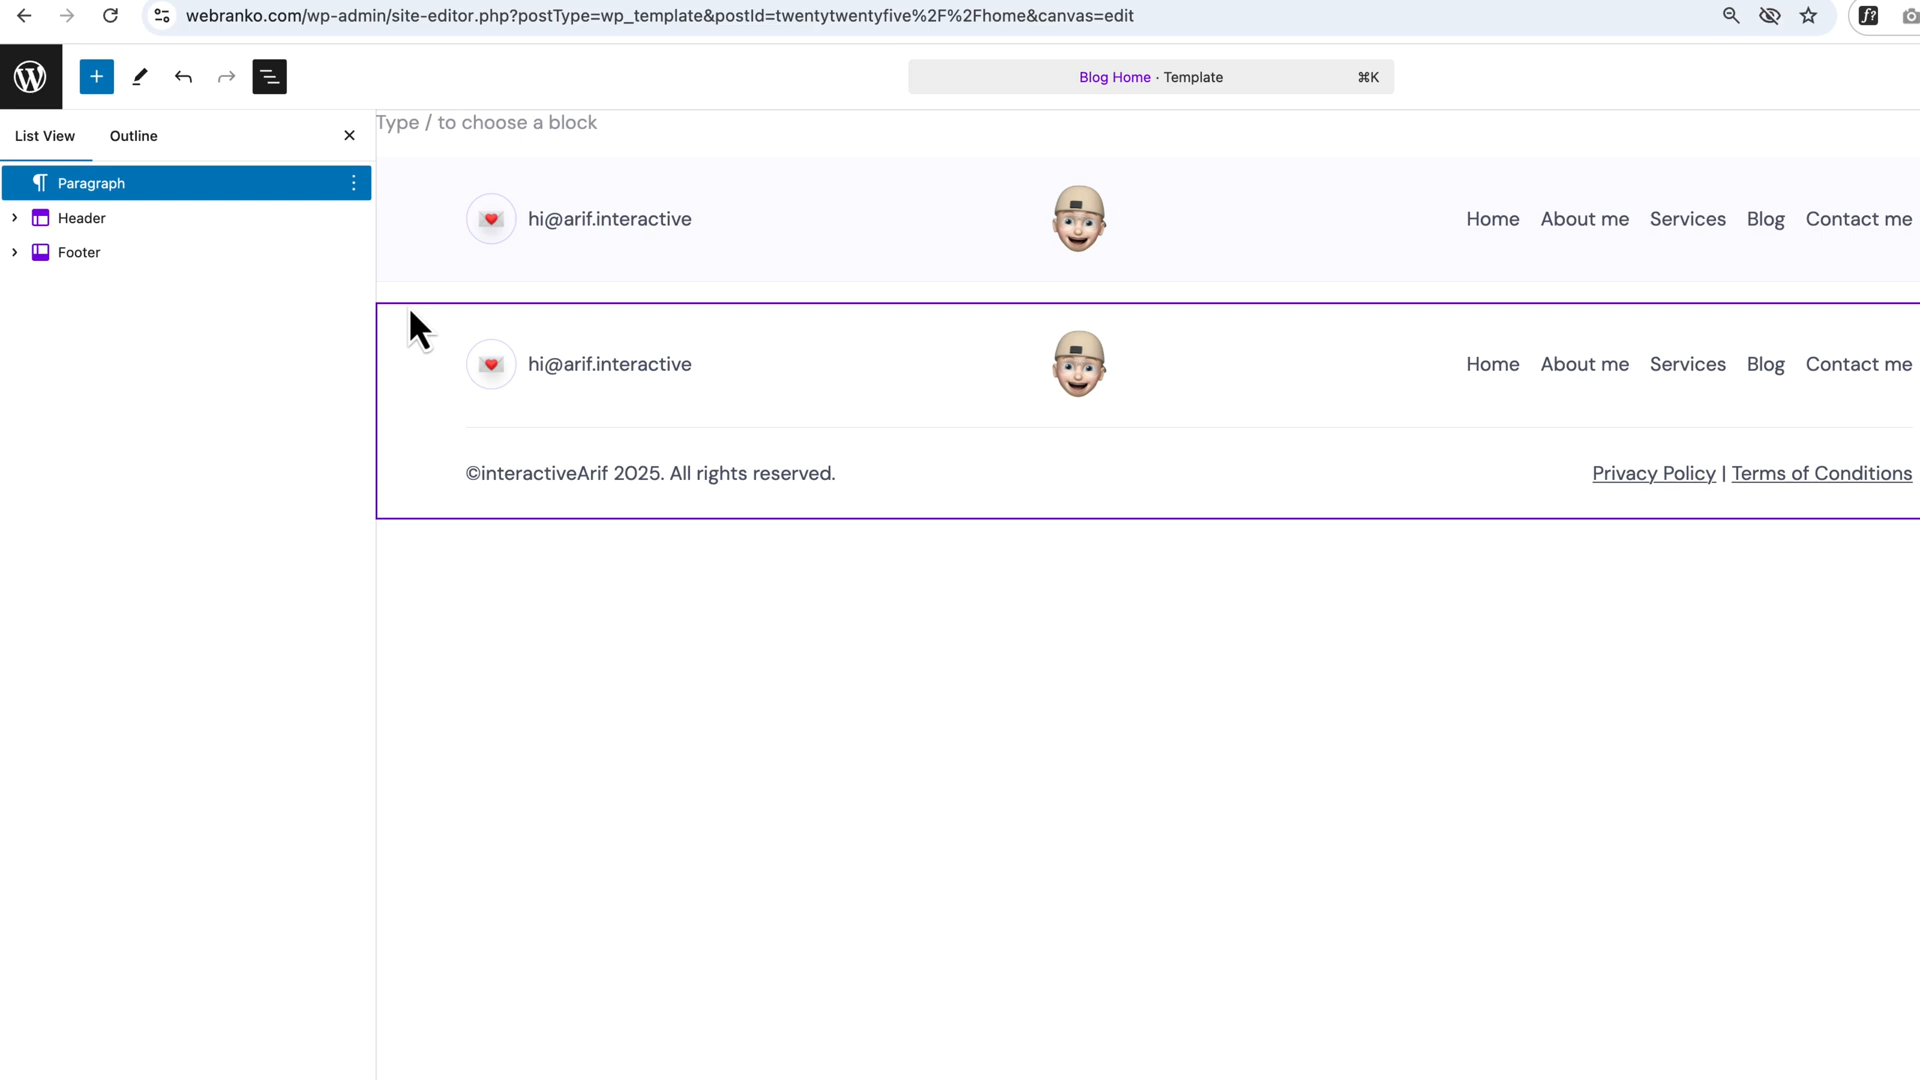 webranko.com/wp-admin/site-editor.php?postType=wp_template&postId=twentytwentyfive%2F%2Fhome&canvas=edit
f?
Blog Home · Template ⌘K
List View Outline
Paragraph
Header
Footer
Type / to choose a block
hi@arif.interactive
Home About me Services Blog Contact me
hi@arif.interactive
Home About me Services Blog Contact me
©interactiveArif 2025. All rights reserved.
Privacy Policy | Terms of Conditions